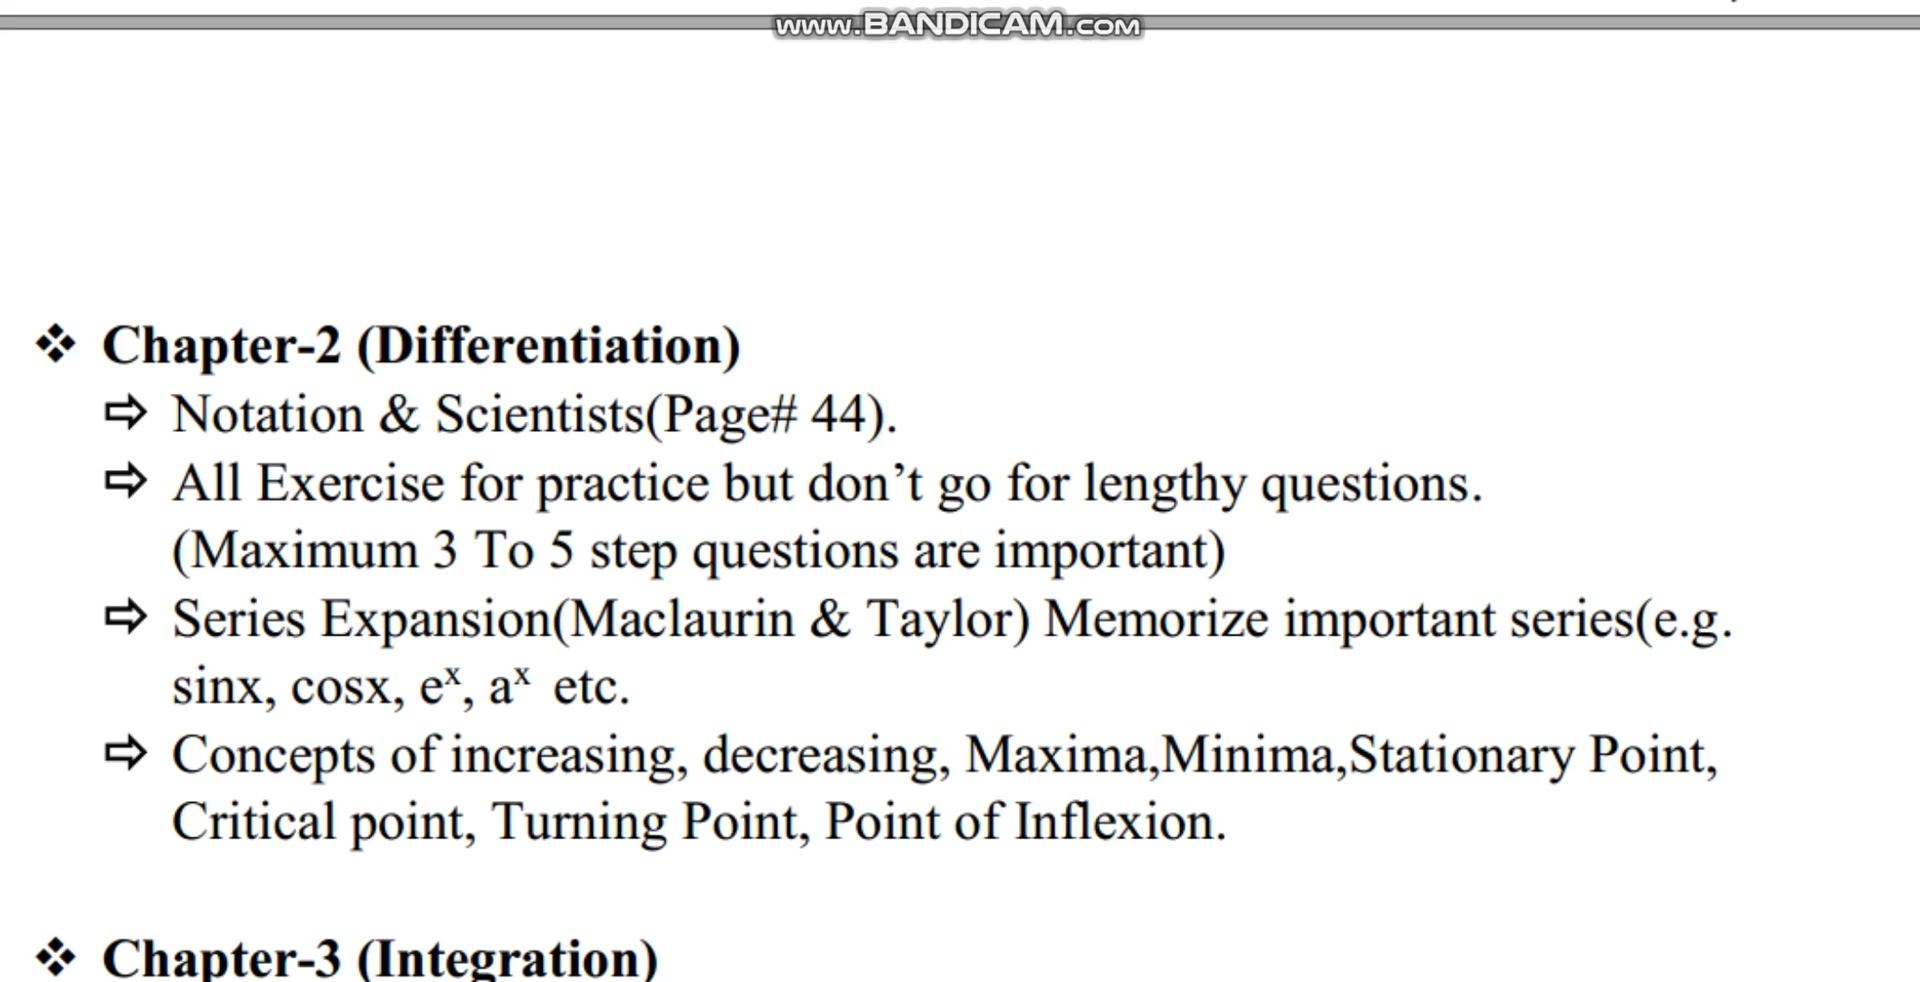 www.BANDICAM.COM
❖ Chapter-2 (Differentiation)
⇨ Notation & Scientists(Page# 44).
⇨ All Exercise for practice but don’t go for lengthy questions.
(Maximum 3 To 5 step questions are important)
⇨ Series Expansion(Maclaurin & Taylor) Memorize important series(e.g.
sinx, cosx, eˣ, aˣ etc.
⇨ Concepts of increasing, decreasing, Maxima,Minima,Stationary Point,
Critical point, Turning Point, Point of Inflexion.
❖ Chapter-3 (Integration)